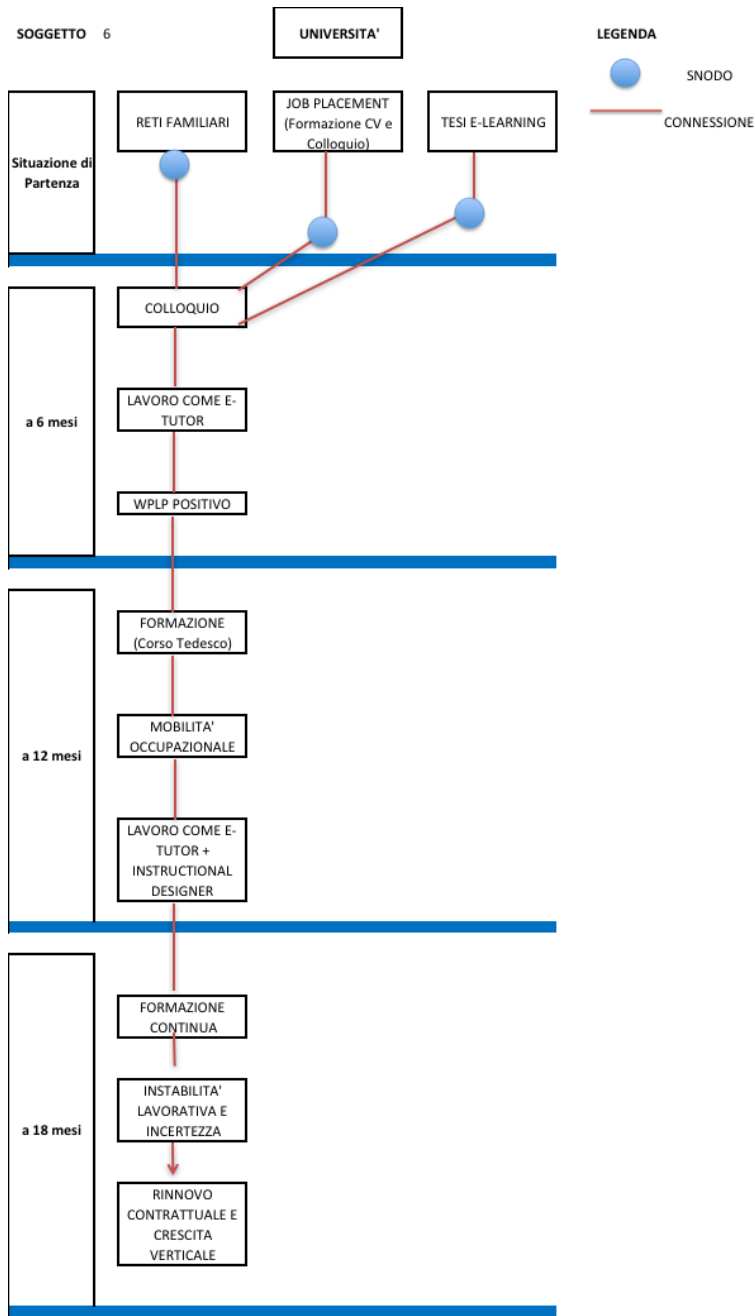 SOGGETTO 6
UNIVERSITA'
LEGENDA
SNODO
CONNESSIONE
Situazione di
Partenza
RETI FAMILIARI
JOB PLACEMENT
(Formazione CV e
Colloquio)
TESI E-LEARNING
a 6 mesi
COLLOQUIO
LAVORO COME E-
TUTOR
WPLP POSITIVO
a 12 mesi
FORMAZIONE
(Corso Tedesco)
MOBILITA'
OCCUPAZIONALE
LAVORO COME E-
TUTOR +
INSTRUCTIONAL
DESIGNER
a 18 mesi
FORMAZIONE
CONTINUA
INSTABILITA'
LAVORATIVA E
INCERTEZZA
RINNOVO
CONTRATTUALE E
CRESCITA
VERTICALE